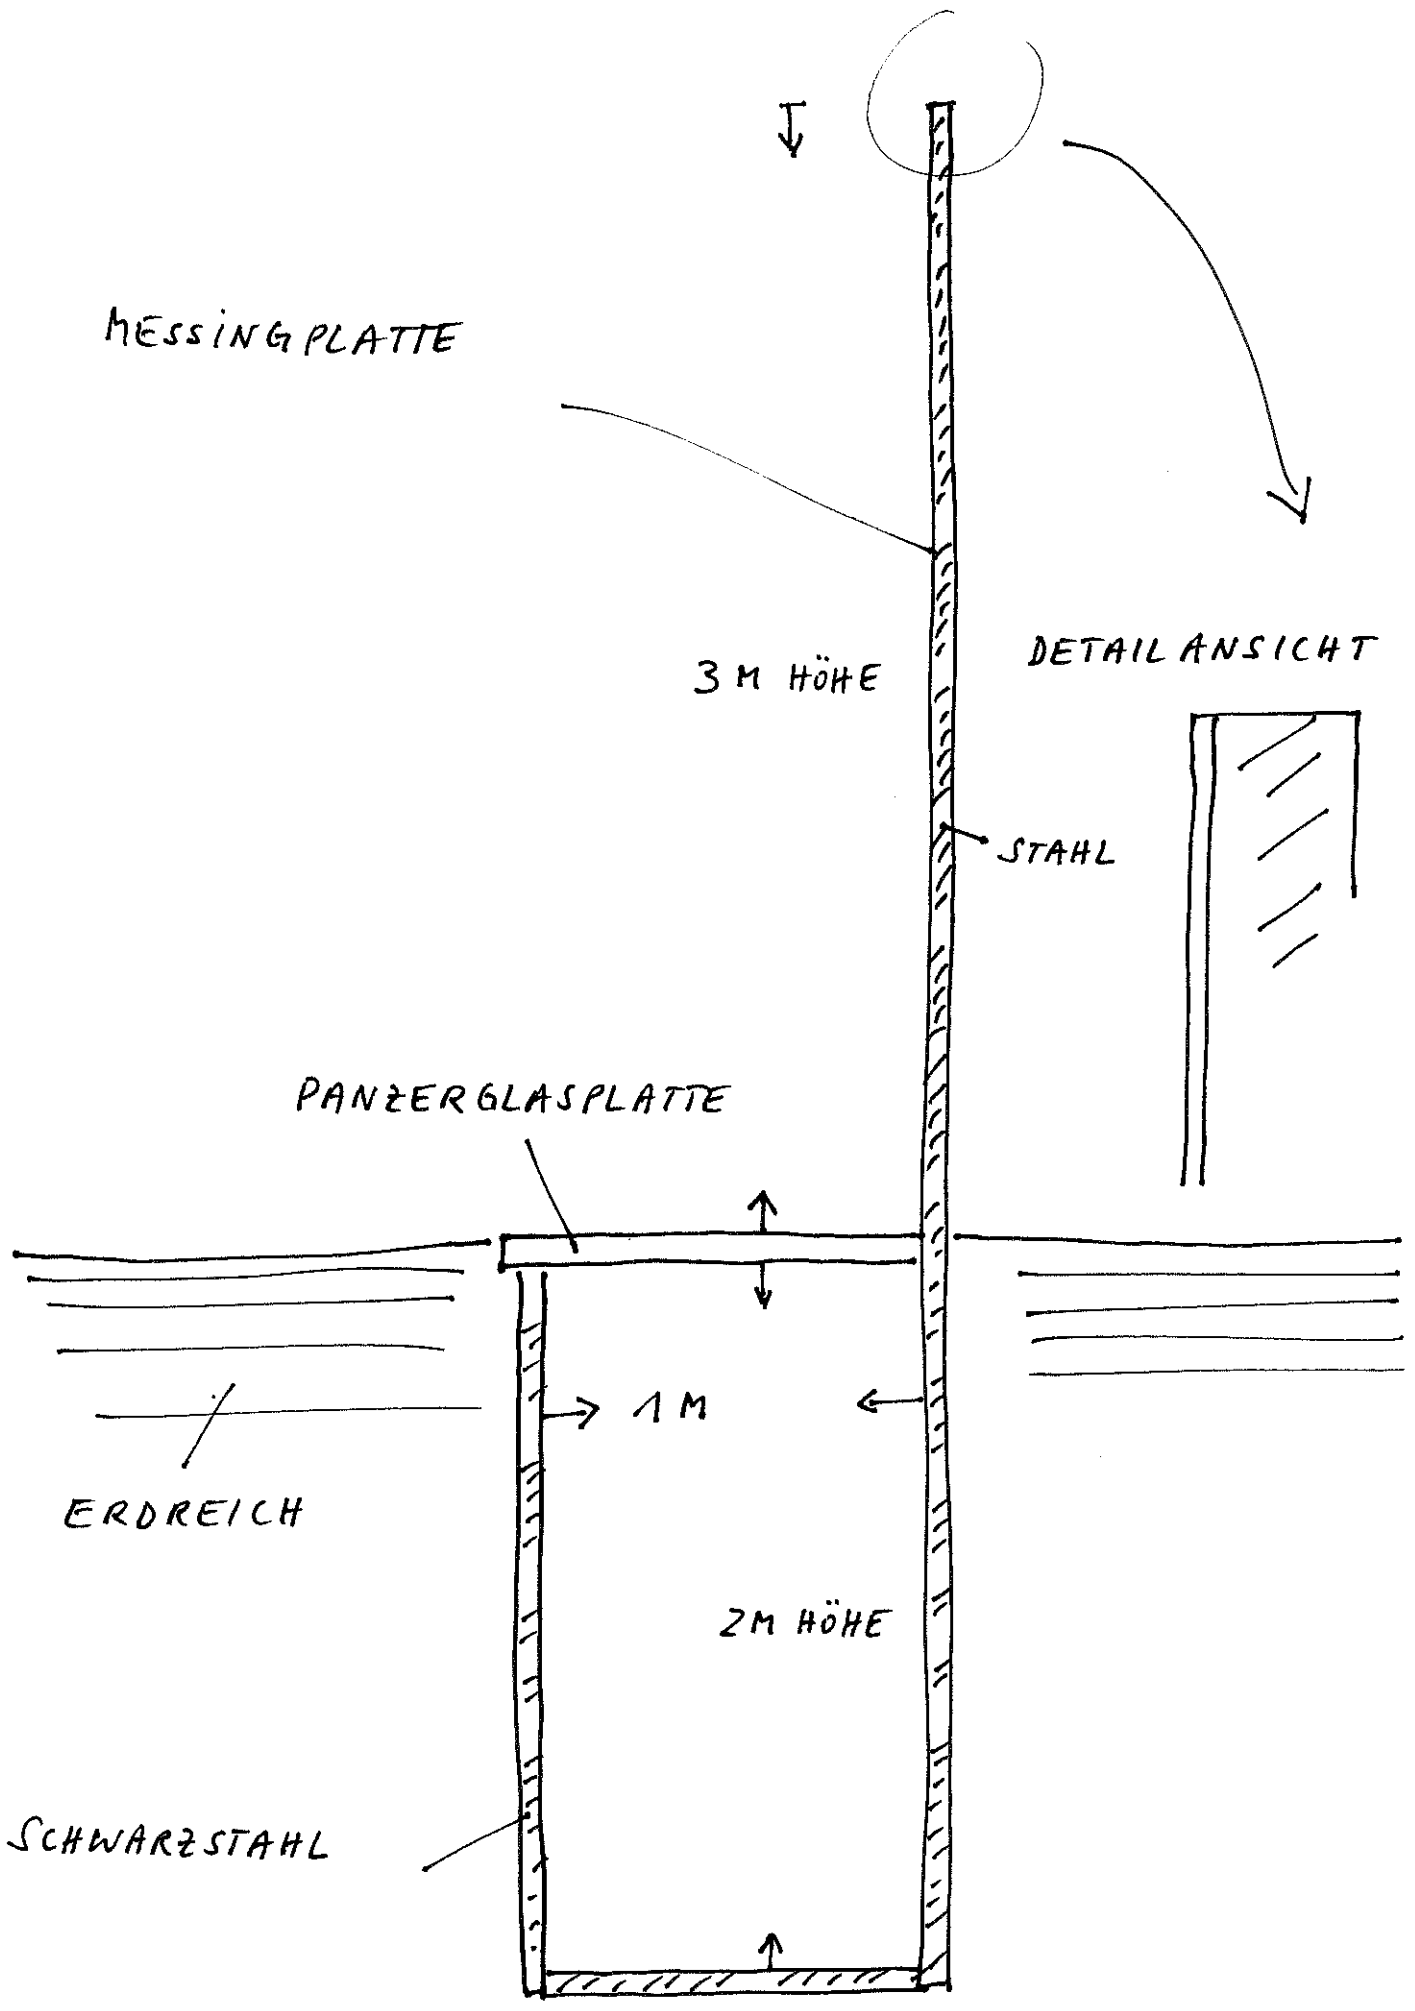 MESSINGPLATTE
3 M HÖHE
DETAILANSICHT
STAHL
PANZERGLASPLATTE
1 M
ERDREICH
2M HÖHE
SCHWARZSTAHL